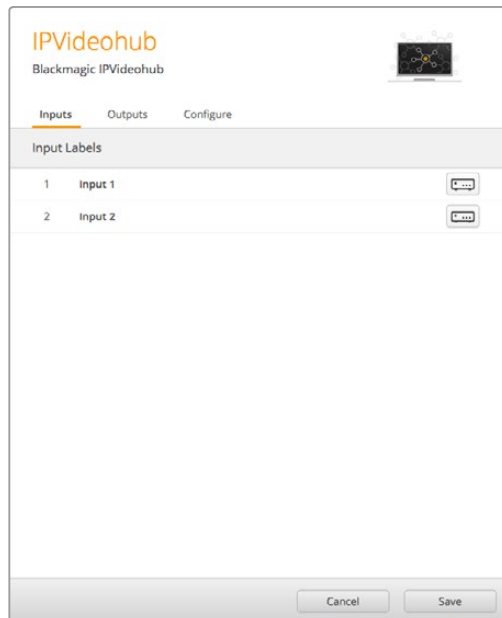 IPVideohub
Blackmagic IPVideohub
Inputs Outputs Configure
Input Labels
1 Input 1
2 Input 2
Cancel Save